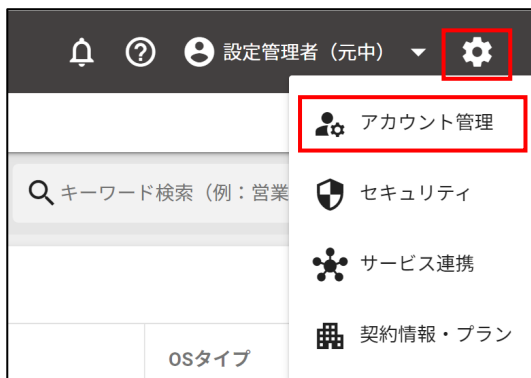 設定管理者（元中）
アカウント管理
キーワード検索（例：営業
セキュリティ
サービス連携
契約情報・プラン
OSタイプ